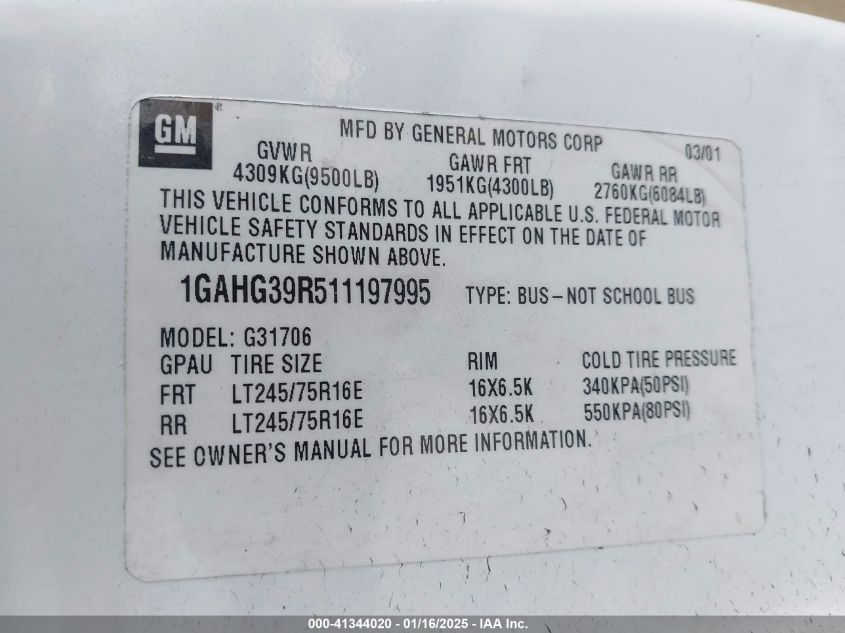 GM
MFD BY GENERAL MOTORS CORP 03/01
GVWR GAWR FRT GAWR RR
4309KG(9500LB) 1951KG(4300LB) 2760KG(6084LB)
THIS VEHICLE CONFORMS TO ALL APPLICABLE U.S. FEDERAL MOTOR
VEHICLE SAFETY STANDARDS IN EFFECT ON THE DATE OF
MANUFACTURE SHOWN ABOVE.
1GAHG39R511197995 TYPE: BUS-NOT SCHOOL BUS
MODEL: G31706
GPAU TIRE SIZE RIM COLD TIRE PRESSURE
FRT LT245/75R16E 16X6.5K 340KPA(50PSI)
RR LT245/75R16E 16X6.5K 550KPA(80PSI)
SEE OWNER'S MANUAL FOR MORE INFORMATION.
000-41344020 - 01/16/2025 - IAA Inc.